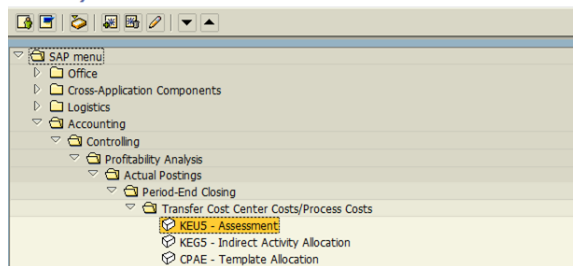 SAP menu
Office
Cross-Application Components
Logistics
Accounting
Controlling
Profitability Analysis
Actual Postings
Period-End Closing
Transfer Cost Center Costs/Process Costs
KEU5 - Assessment
KEG5 - Indirect Activity Allocation
CPAE - Template Allocation